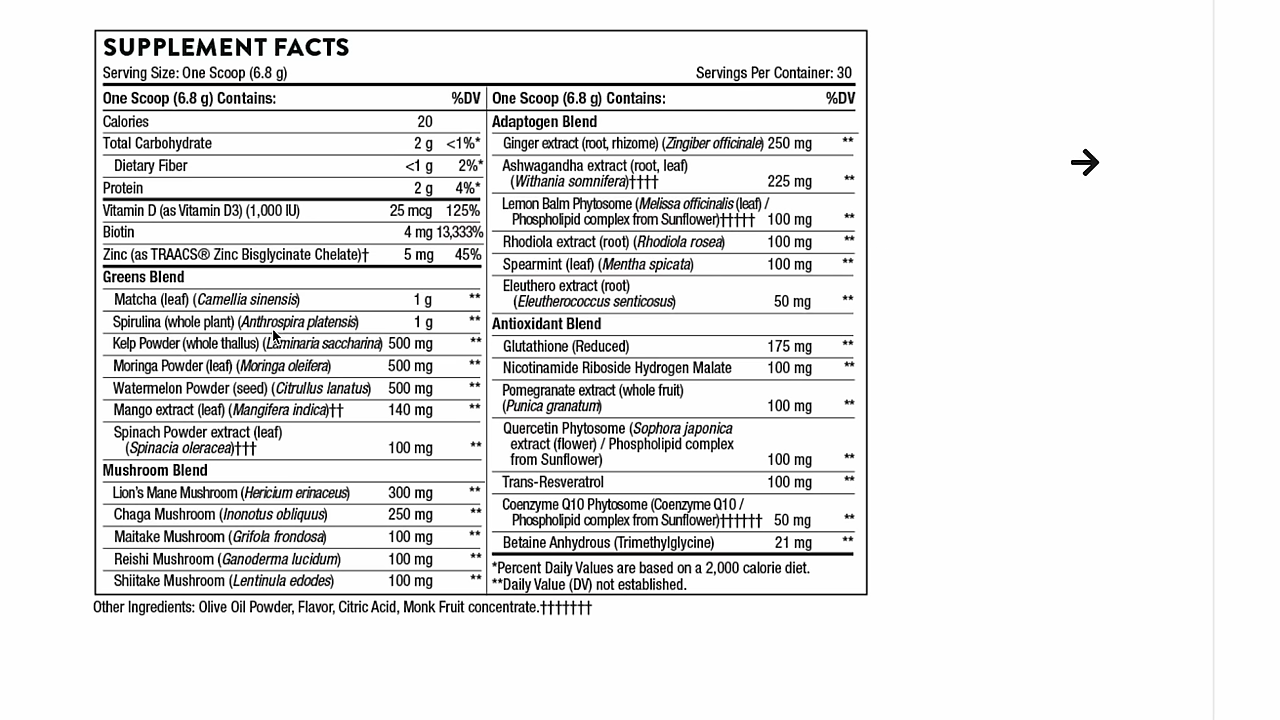 SUPPLEMENT FACTS
Serving Size: One Scoop (6.8 g) Servings Per Container: 30
One Scoop (6.8 g) Contains: %DV
Calories 20
Total Carbohydrate 2 g <1%*
Dietary Fiber <1 g 2%*
Protein 2 g 4%*
Vitamin D (as Vitamin D3) (1,000 IU) 25 mcg 125%
Biotin 4 mg 13,333%
Zinc (as TRAACS® Zinc Bisglycinate Chelate)† 5 mg 45%
Greens Blend
Matcha (leaf) (Camellia sinensis) 1 g **
Spirulina (whole plant) (Anthrospira platensis) 1 g **
Kelp Powder (whole thallus) (Laminaria saccharina) 500 mg **
Moringa Powder (leaf) (Moringa oleifera) 500 mg **
Watermelon Powder (seed) (Citrullus lanatus) 500 mg **
Mango extract (leaf) (Mangifera indica)†† 140 mg **
Spinach Powder extract (leaf)
(Spinacia oleracea)††† 100 mg **
Mushroom Blend
Lion's Mane Mushroom (Hericium erinaceus) 300 mg **
Chaga Mushroom (Inonotus obliquus) 250 mg **
Maitake Mushroom (Grifola frondosa) 100 mg **
Reishi Mushroom (Ganoderma lucidum) 100 mg **
Shiitake Mushroom (Lentinula edodes) 100 mg **
One Scoop (6.8 g) Contains: %DV
Adaptogen Blend
Ginger extract (root, rhizome) (Zingiber officinale) 250 mg **
Ashwagandha extract (root, leaf)
(Withania somnifera)†††† 225 mg **
Lemon Balm Phytosome (Melissa officinalis (leaf) /
Phospholipid complex from Sunflower)††††† 100 mg **
Rhodiola extract (root) (Rhodiola rosea) 100 mg **
Spearmint (leaf) (Mentha spicata) 100 mg **
Eleuthero extract (root)
(Eleutherococcus senticosus) 50 mg **
Antioxidant Blend
Glutathione (Reduced) 175 mg **
Nicotinamide Riboside Hydrogen Malate 100 mg **
Pomegranate extract (whole fruit)
(Punica granatum) 100 mg **
Quercetin Phytosome (Sophora japonica
extract (flower) / Phospholipid complex
from Sunflower) 100 mg **
Trans-Resveratrol 100 mg **
Coenzyme Q10 Phytosome (Coenzyme Q10 /
Phospholipid complex from Sunflower)†††††† 50 mg **
Betaine Anhydrous (Trimethylglycine) 21 mg **
*Percent Daily Values are based on a 2,000 calorie diet.
**Daily Value (DV) not established.
Other Ingredients: Olive Oil Powder, Flavor, Citric Acid, Monk Fruit concentrate.†††††††